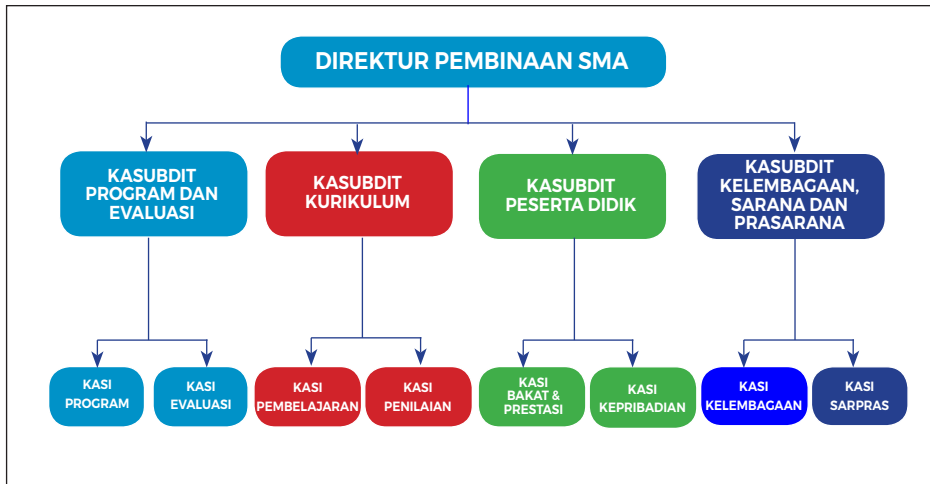 DIREKTUR PEMBINAAN SMA
KASUBDIT
PROGRAM DAN
EVALUASI
KASUBDIT
KURIKULUM
KASUBDIT
PESERTA DIDIK
KASUBDIT
KELEMBAGAAN,
SARANA DAN
PRASARANA
KASI
PROGRAM
KASI
EVALUASI
KASI
PEMBELAJARAN
KASI
PENILAIAN
KASI
BAKAT &
PRESTASI
KASI
KEPRIBADIAN
KASI
KELEMBAGAAN
KASI
SARPRAS